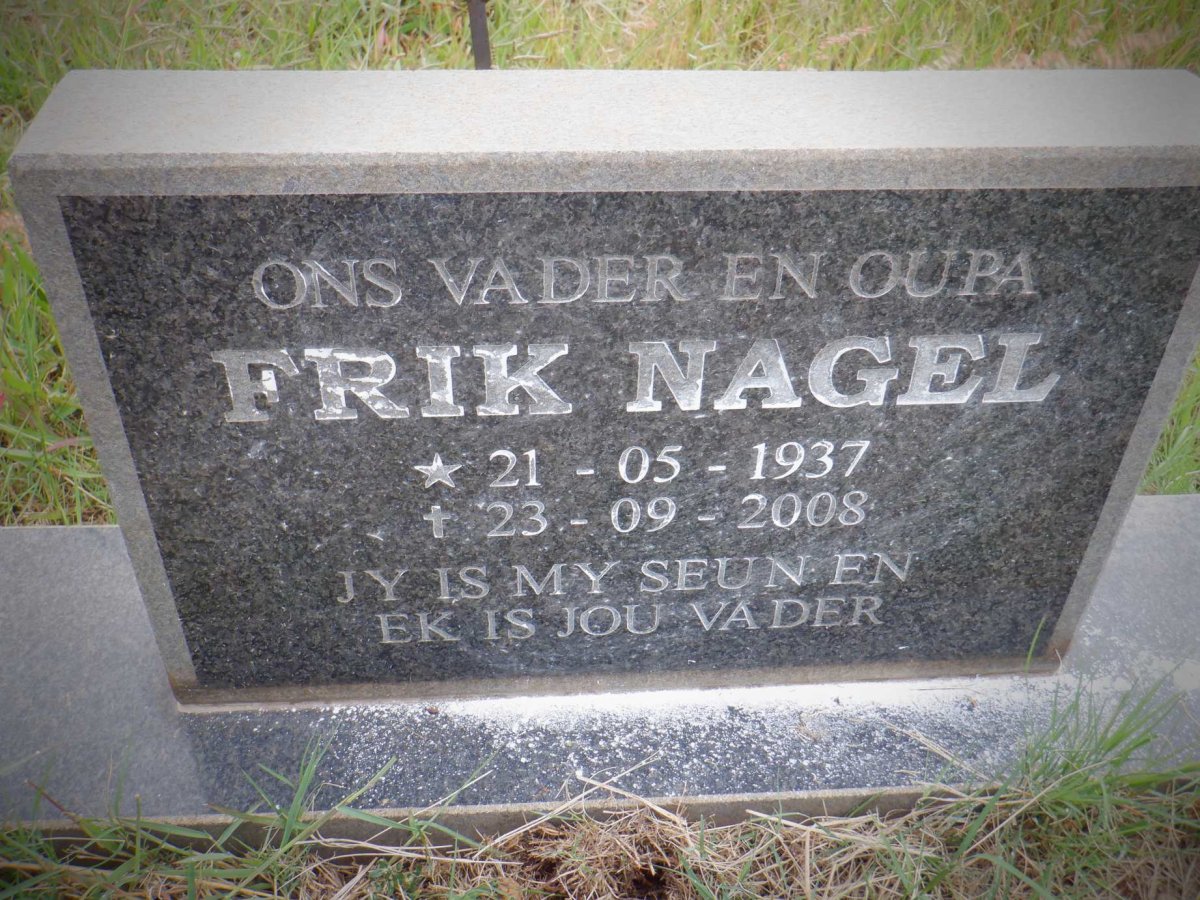 ONS VADER EN OUPA
FRIK NAGEL
★ 21 - 05 - 1937
✝ 23 - 09 - 2008
JY IS MY SEUN EN
EK IS JOU VADER